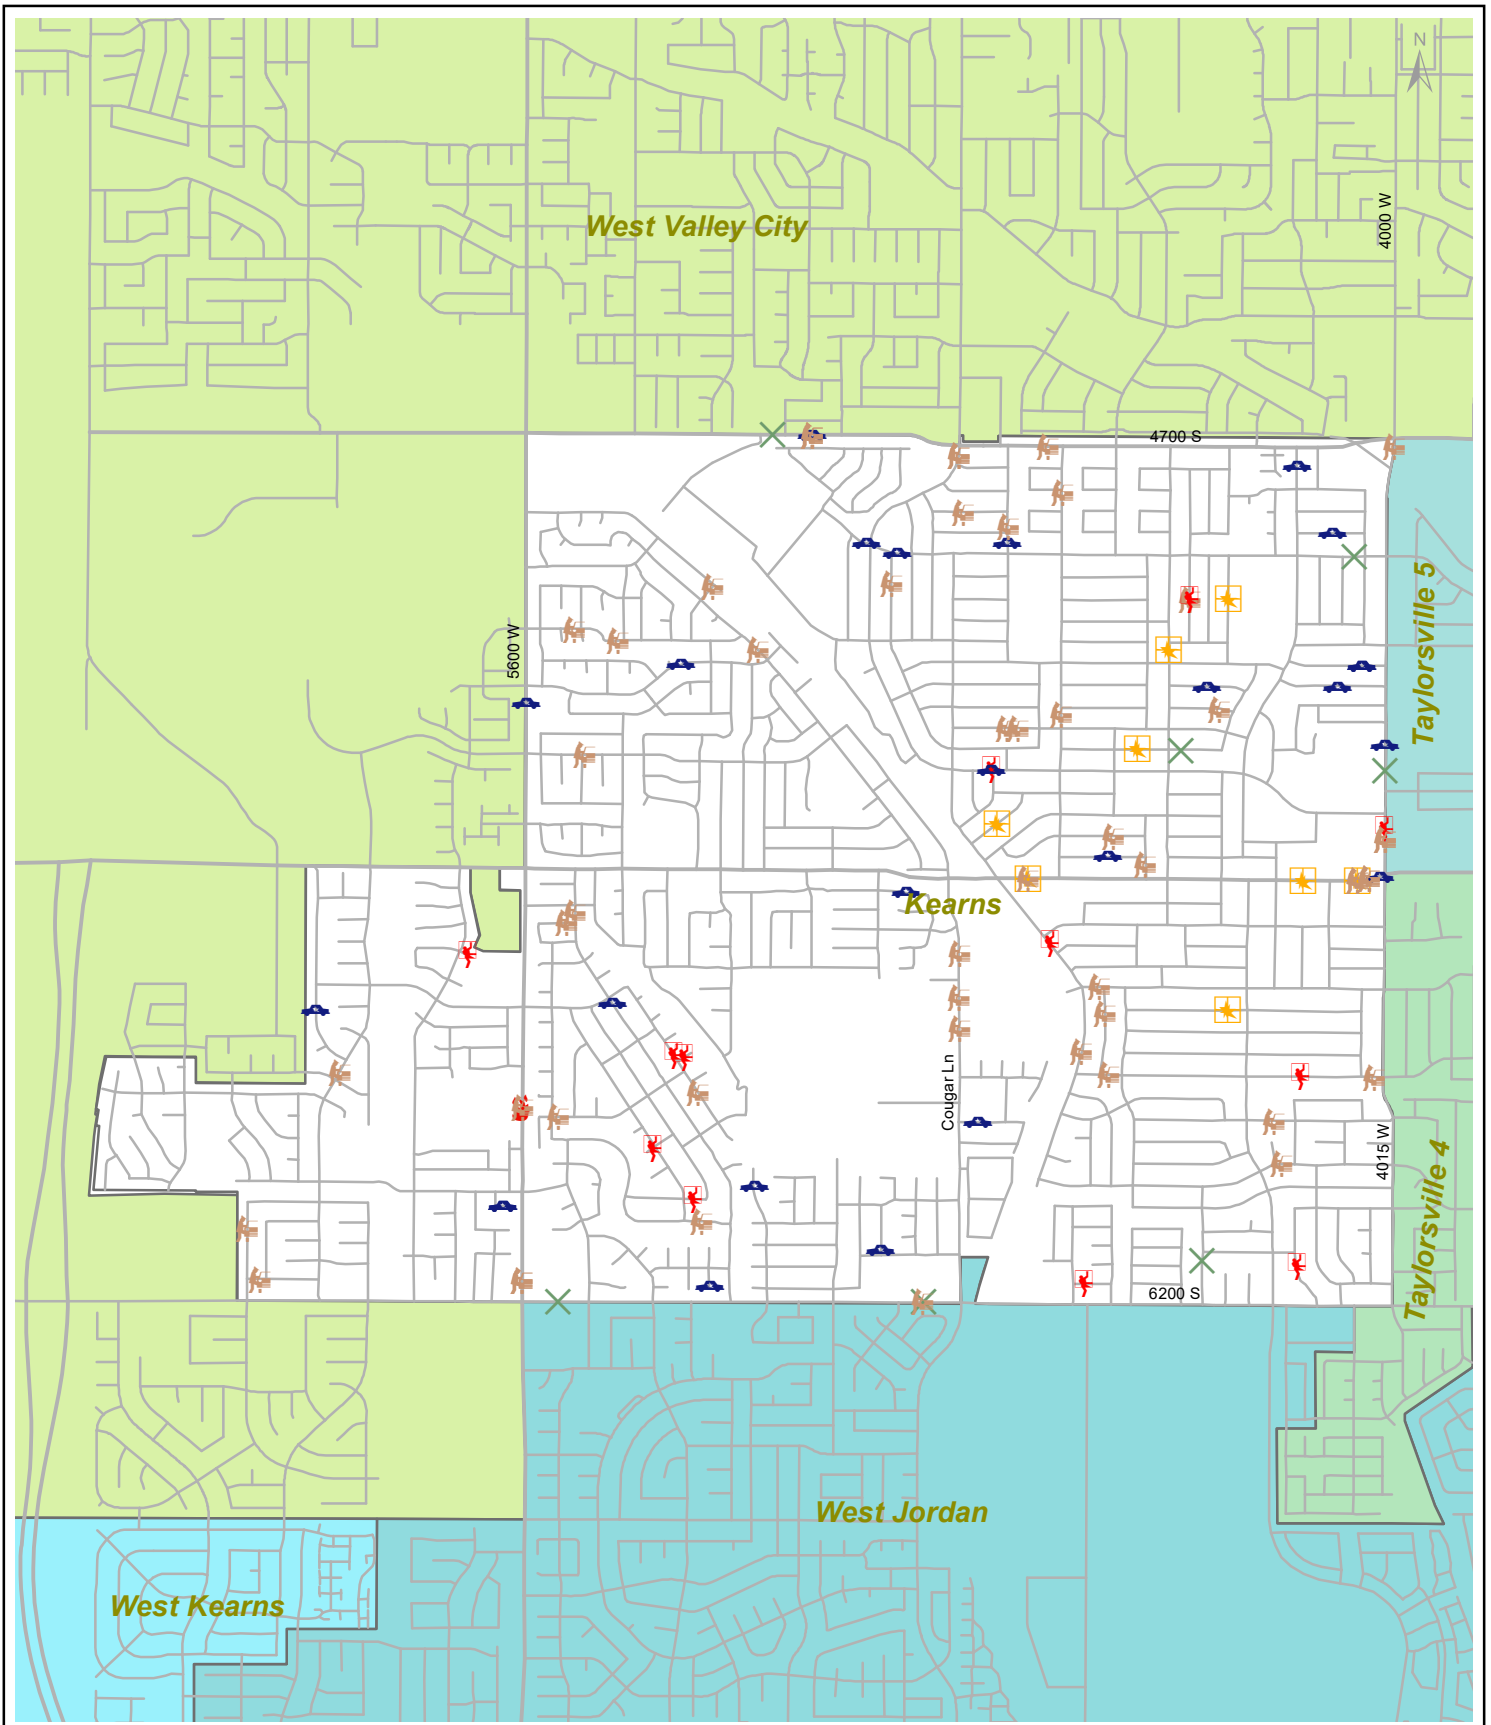 N
4000 W
West Valley City
4700 S
Taylorsville 5
5600 W
Kearns
Cougar Ln
4015 W
Taylorsville 4
6200 S
West Jordan
West Kearns